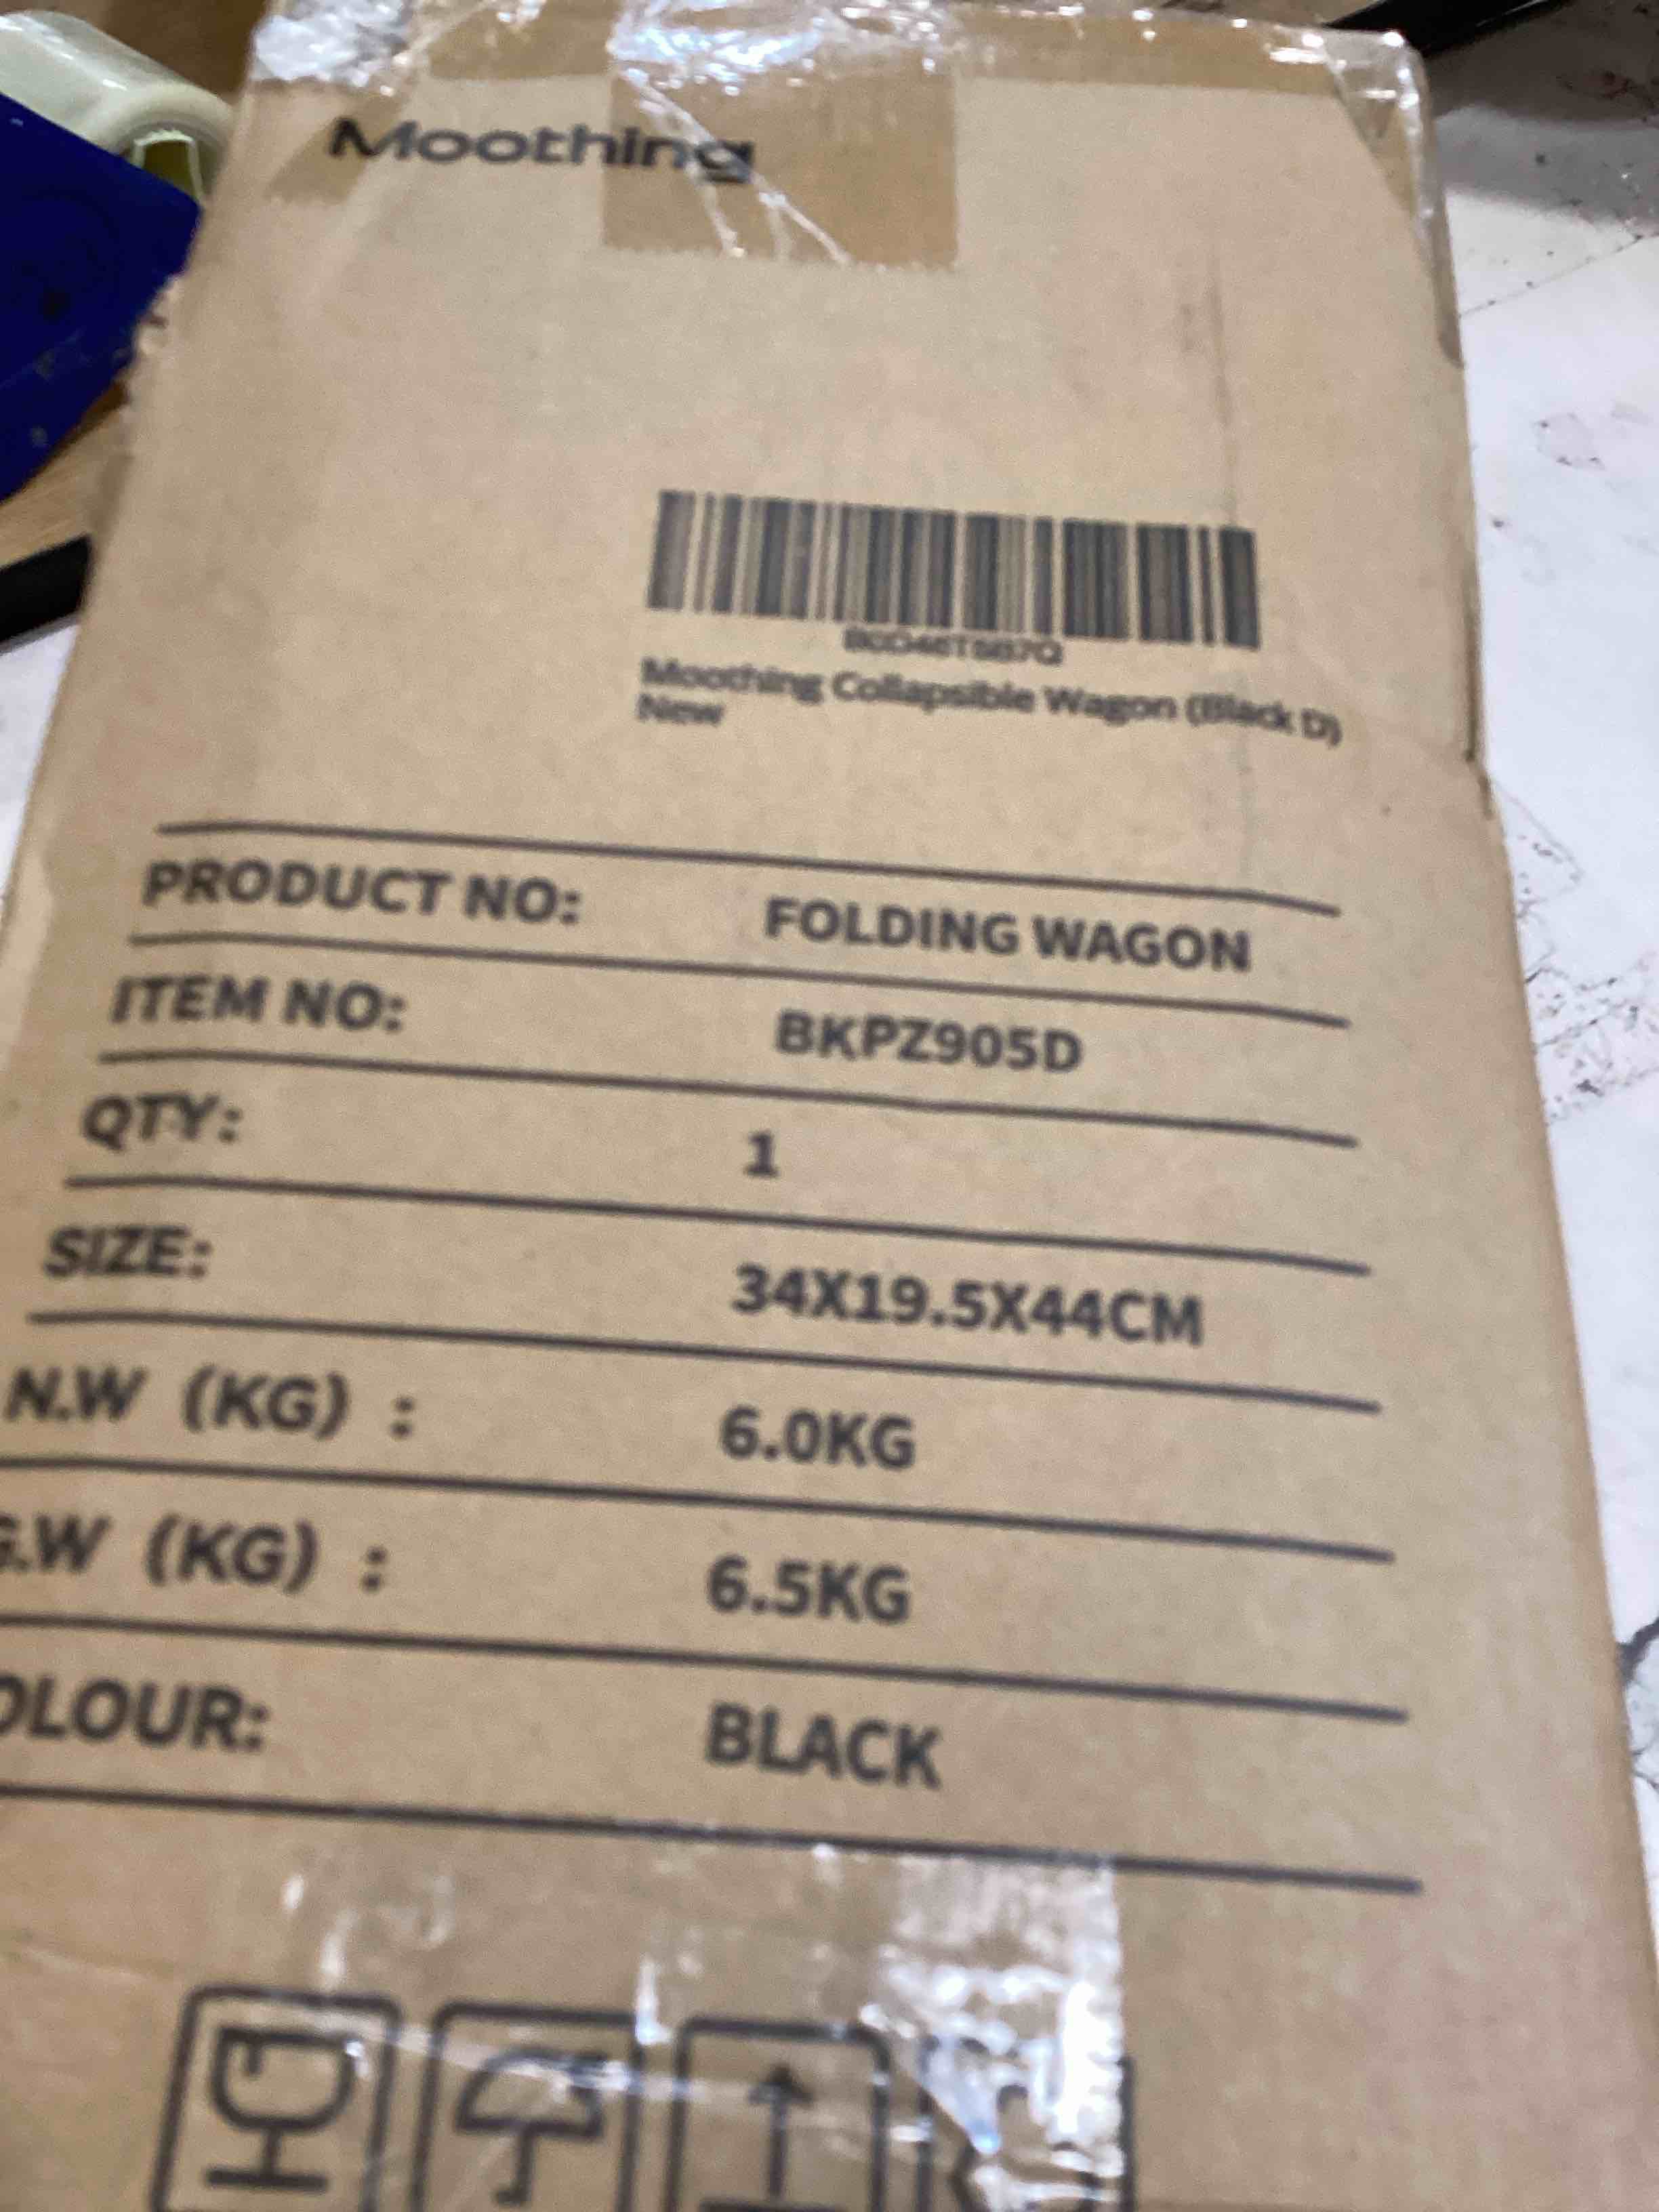 Moothing
Moothing Collapsible Wagon (Black D)
New
PRODUCT NO: FOLDING WAGON
ITEM NO: BKPZ905D
QTY: 1
SIZE: 34X19.5X44CM
N.W (KG) : 6.0KG
G.W (KG) : 6.5KG
OLOUR: BLACK